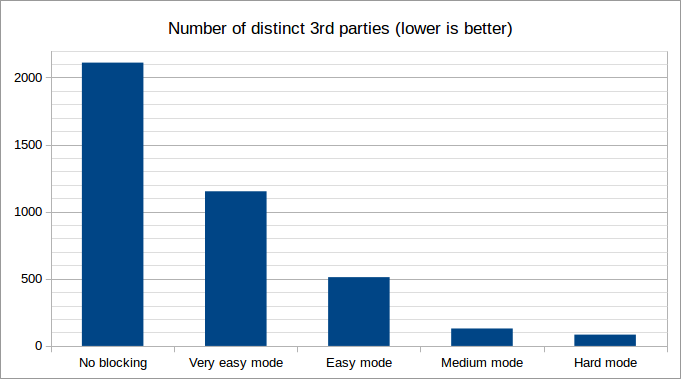 Number of distinct 3rd parties (lower is better)
2000
1500
1000
500
0
No blocking Very easy mode Easy mode Medium mode Hard mode